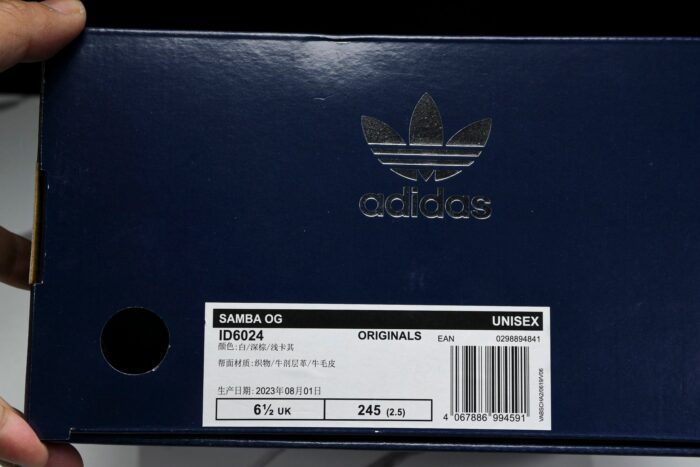 adidas
SAMBA OG UNISEX
ID6024 ORIGINALS EAN 0298894841
颜色:白/深棕/浅卡其
帮面材质:织物/牛剖层革/牛毛皮
生产日期:2023年08月01日
6½ UK 245 (2.5)
4 067886 994591